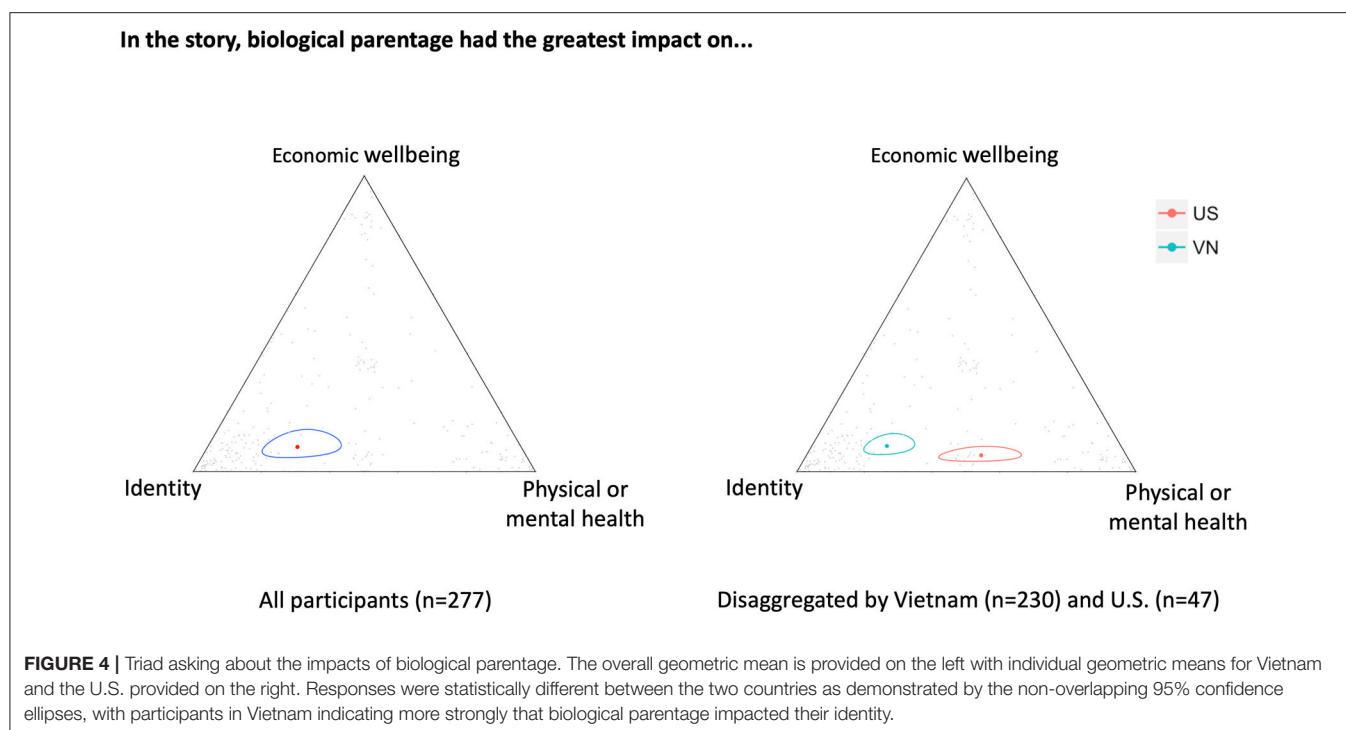 In the story, biological parentage had the greatest impact on...
Economic wellbeing
Identity
Physical or
mental health
All participants (n=277)
Economic wellbeing
US
VN
Identity
Physical or
mental health
Disaggregated by Vietnam (n=230) and U.S. (n=47)
FIGURE 4 | Triad asking about the impacts of biological parentage. The overall geometric mean is provided on the left with individual geometric means for Vietnam
and the U.S. provided on the right. Responses were statistically different between the two countries as demonstrated by the non-overlapping 95% confidence
ellipses, with participants in Vietnam indicating more strongly that biological parentage impacted their identity.